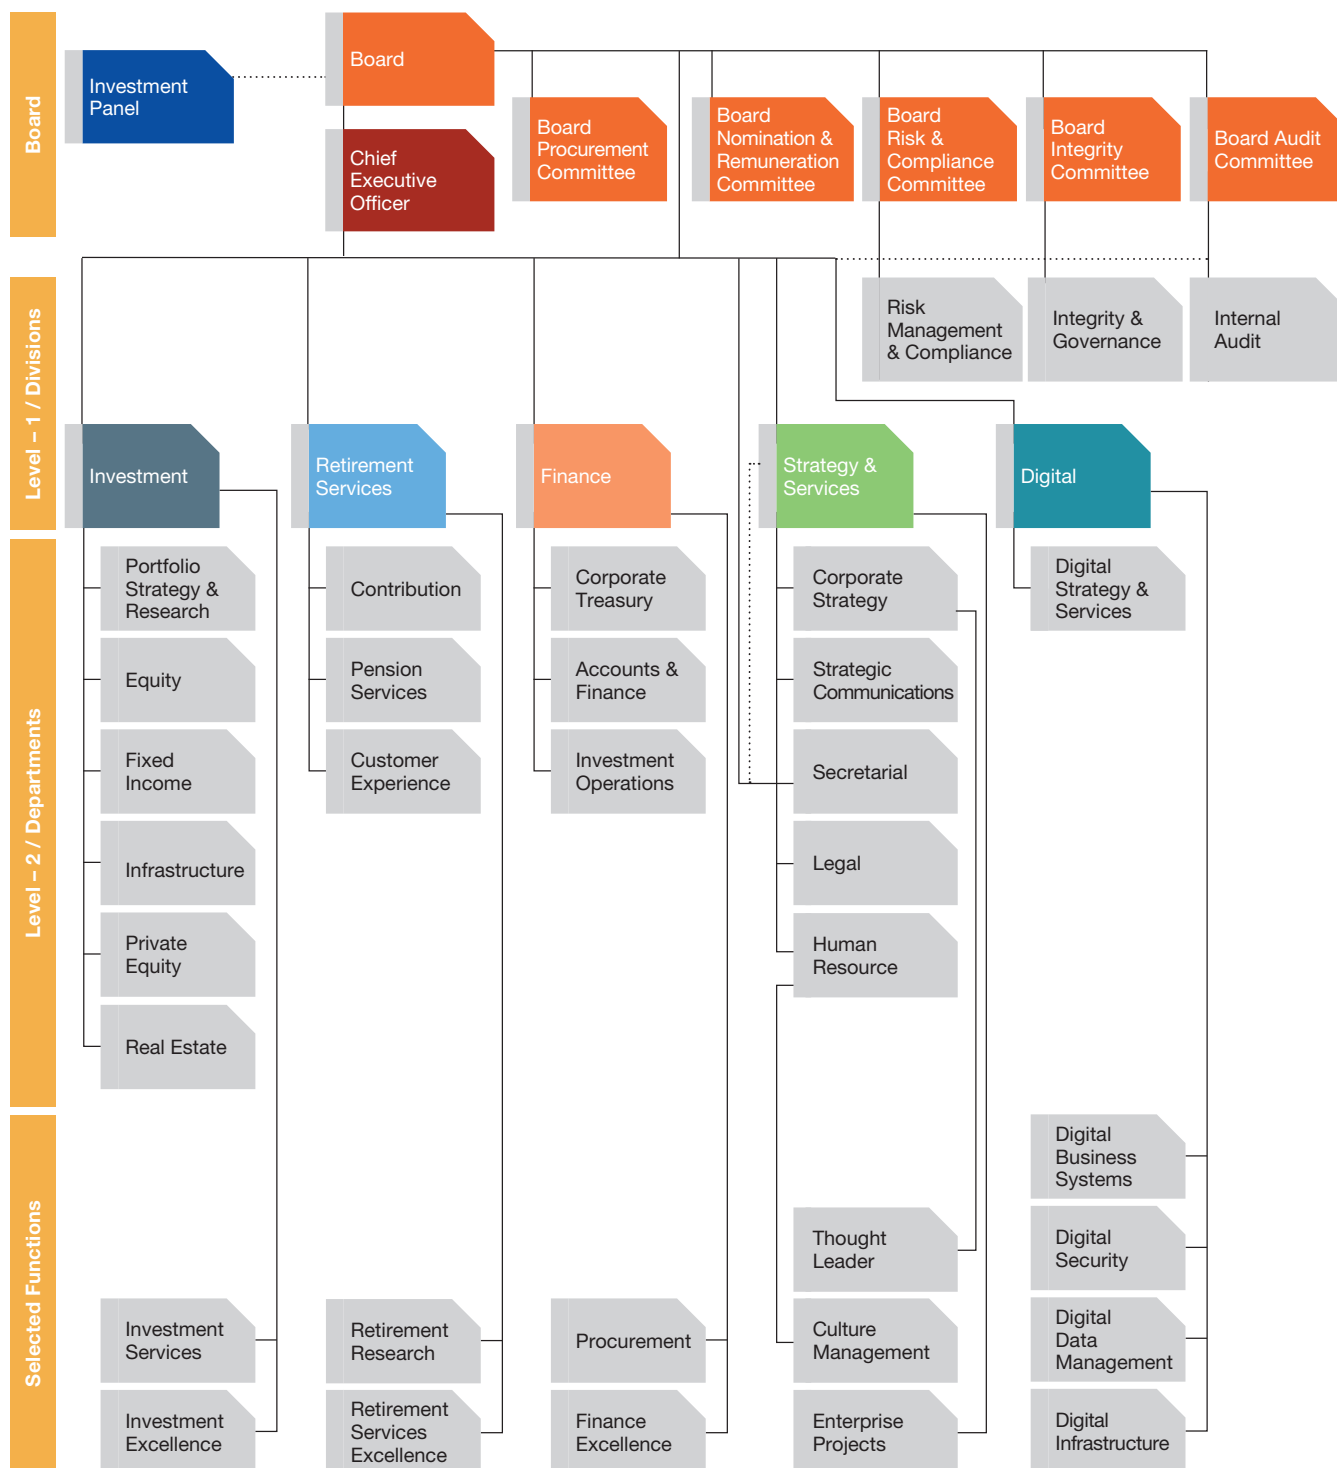 Board
Investment
Panel
Board
Chief
Executive
Officer
Board
Procurement
Committee
Board
Nomination &
Remuneration
Committee
Board
Risk &
Compliance
Committee
Board
Integrity
Committee
Board Audit
Committee
Level – 1 / Divisions
Risk
Management
& Compliance
Integrity &
Governance
Internal
Audit
Investment
Retirement
Services
Finance
Strategy &
Services
Digital
Level – 2 / Departments
Portfolio
Strategy &
Research
Equity
Fixed
Income
Infrastructure
Private
Equity
Real Estate
Contribution
Pension
Services
Customer
Experience
Corporate
Treasury
Accounts &
Finance
Investment
Operations
Corporate
Strategy
Strategic
Communications
Secretarial
Legal
Human
Resource
Digital
Strategy &
Services
Selected Functions
Investment
Services
Investment
Excellence
Retirement
Research
Retirement
Services
Excellence
Procurement
Finance
Excellence
Thought
Leader
Culture
Management
Enterprise
Projects
Digital
Business
Systems
Digital
Security
Digital
Data
Management
Digital
Infrastructure